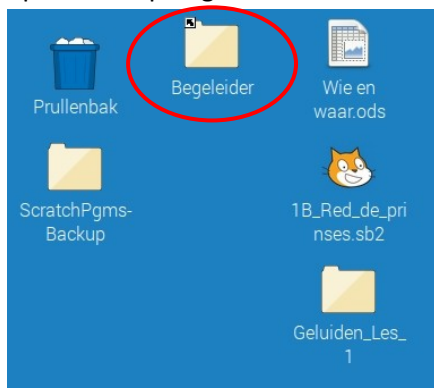 Begeleider
Prullenbak
Wie en
waar.ods
ScratchPgms-
Backup
1B_Red_de_pri
nses.sb2
Geluiden_Les_
1